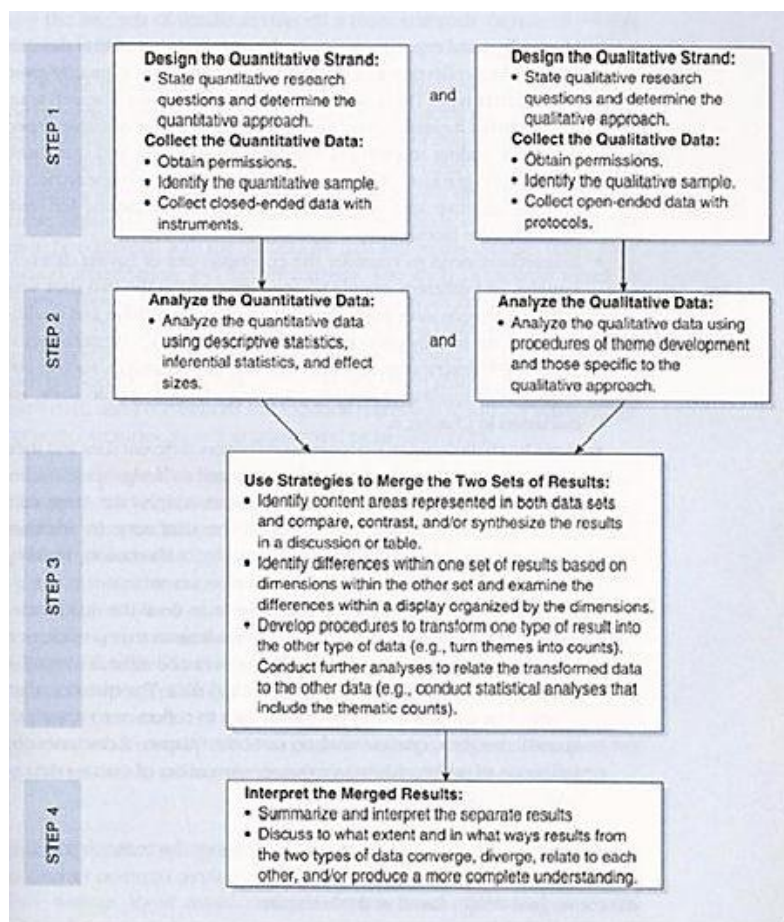 STEP 1
Design the Quantitative Strand:
• State quantitative research
questions and determine the
quantitative approach.
Collect the Quantitative Data:
• Obtain permissions.
• Identify the quantitative sample.
• Collect closed-ended data with
instruments.
and
Design the Qualitative Strand:
• State qualitative research
questions and determine the
qualitative approach.
Collect the Qualitative Data:
• Obtain permissions.
• Identify the qualitative sample.
• Collect open-ended data with
protocols.
STEP 2
Analyze the Quantitative Data:
• Analyze the quantitative data
using descriptive statistics,
inferential statistics, and effect
sizes.
and
Analyze the Qualitative Data:
• Analyze the qualitative data using
procedures of theme development
and those specific to the
qualitative approach.
STEP 3
Use Strategies to Merge the Two Sets of Results:
• Identify content areas represented in both data sets
and compare, contrast, and/or synthesize the results
in a discussion or table.
• Identify differences within one set of results based on
dimensions within the other set and examine the
differences within a display organized by the dimensions.
• Develop procedures to transform one type of result into
the other type of data (e.g., turn themes into counts).
Conduct further analyses to relate the transformed data
to the other data (e.g., conduct statistical analyses that
include the thematic counts).
STEP 4
Interpret the Merged Results:
• Summarize and interpret the separate results
• Discuss to what extent and in what ways results from
the two types of data converge, diverge, relate to each
other, and/or produce a more complete understanding.